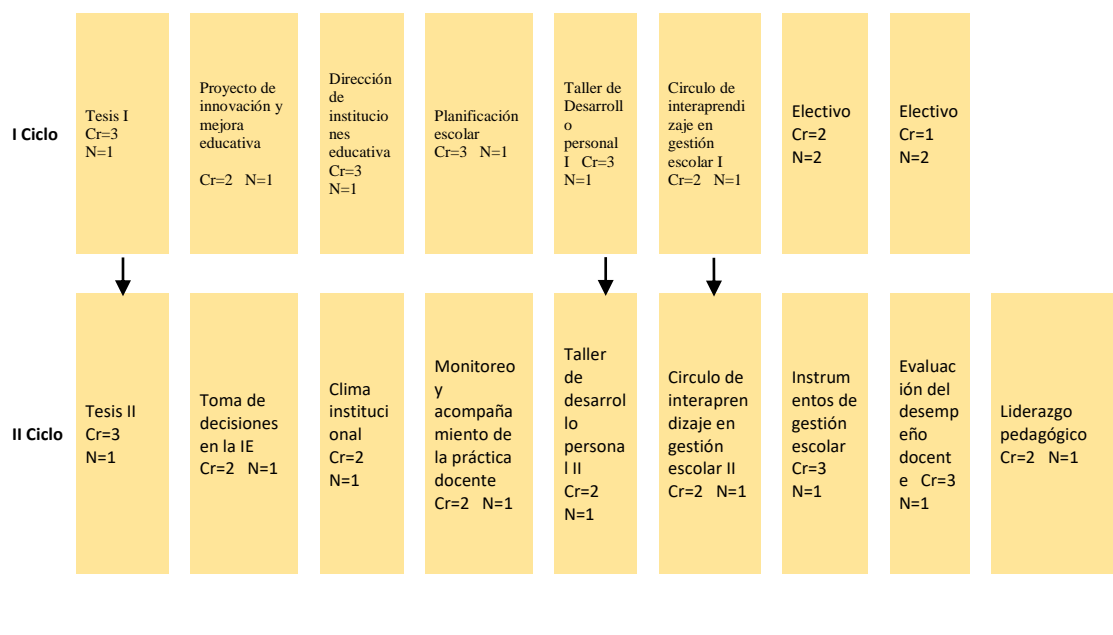 I Ciclo
Tesis I
Cr=3
N=1
Proyecto de
innovación y
mejora
educativa
Cr=2 N=1
Dirección
de
institucio
nes
educativa
Cr=3
N=1
Planificación
escolar
Cr=3 N=1
Taller de
Desarroll
o
personal
I Cr=3
N=1
Circulo de
interaprendi
zaje en
gestión
escolar I
Cr=2 N=1
Electivo
Cr=2
N=2
Electivo
Cr=1
N=2
II Ciclo
Tesis II
Cr=3
N=1
Toma de
decisiones
en la IE
Cr=2 N=1
Clima
instituci
onal
Cr=2
N=1
Monitoreo
y
acompaña
miento de
la práctica
docente
Cr=2 N=1
Taller
de
desarrol
lo
persona
l II
Cr=2
N=1
Circulo de
interapren
dizaje en
gestión
escolar II
Cr=2 N=1
Instrum
entos de
gestión
escolar
Cr=3
N=1
Evaluac
ión del
desemp
eño
docent
e Cr=3
N=1
Liderazgo
pedagógico
Cr=2 N=1